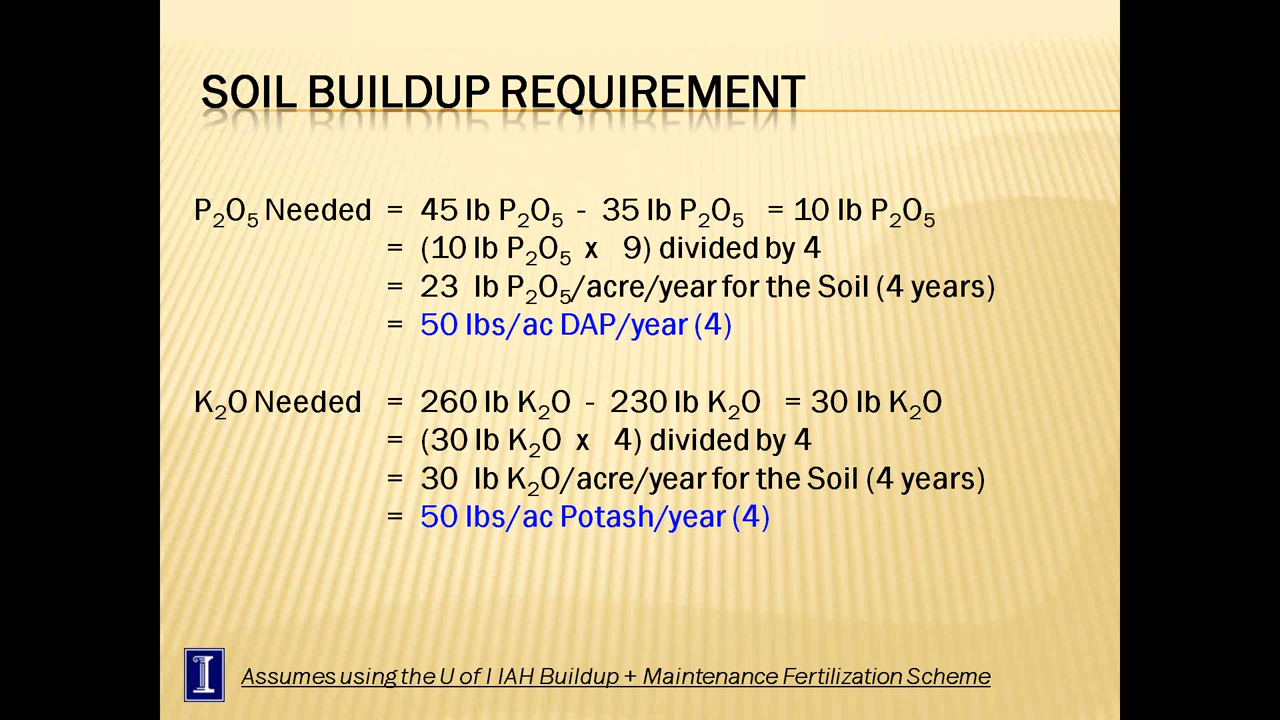 SOIL BUILDUP REQUIREMENT
P₂O₅ Needed = 45 lb P₂O₅ - 35 lb P₂O₅ = 10 lb P₂O₅
= (10 lb P₂O₅ x 9) divided by 4
= 23 lb P₂O₅/acre/year for the Soil (4 years)
= 50 lbs/ac DAP/year (4)
K₂O Needed = 260 lb K₂O - 230 lb K₂O = 30 lb K₂O
= (30 lb K₂O x 4) divided by 4
= 30 lb K₂O/acre/year for the Soil (4 years)
= 50 lbs/ac Potash/year (4)
I
Assumes using the U of I IAH Buildup + Maintenance Fertilization Scheme